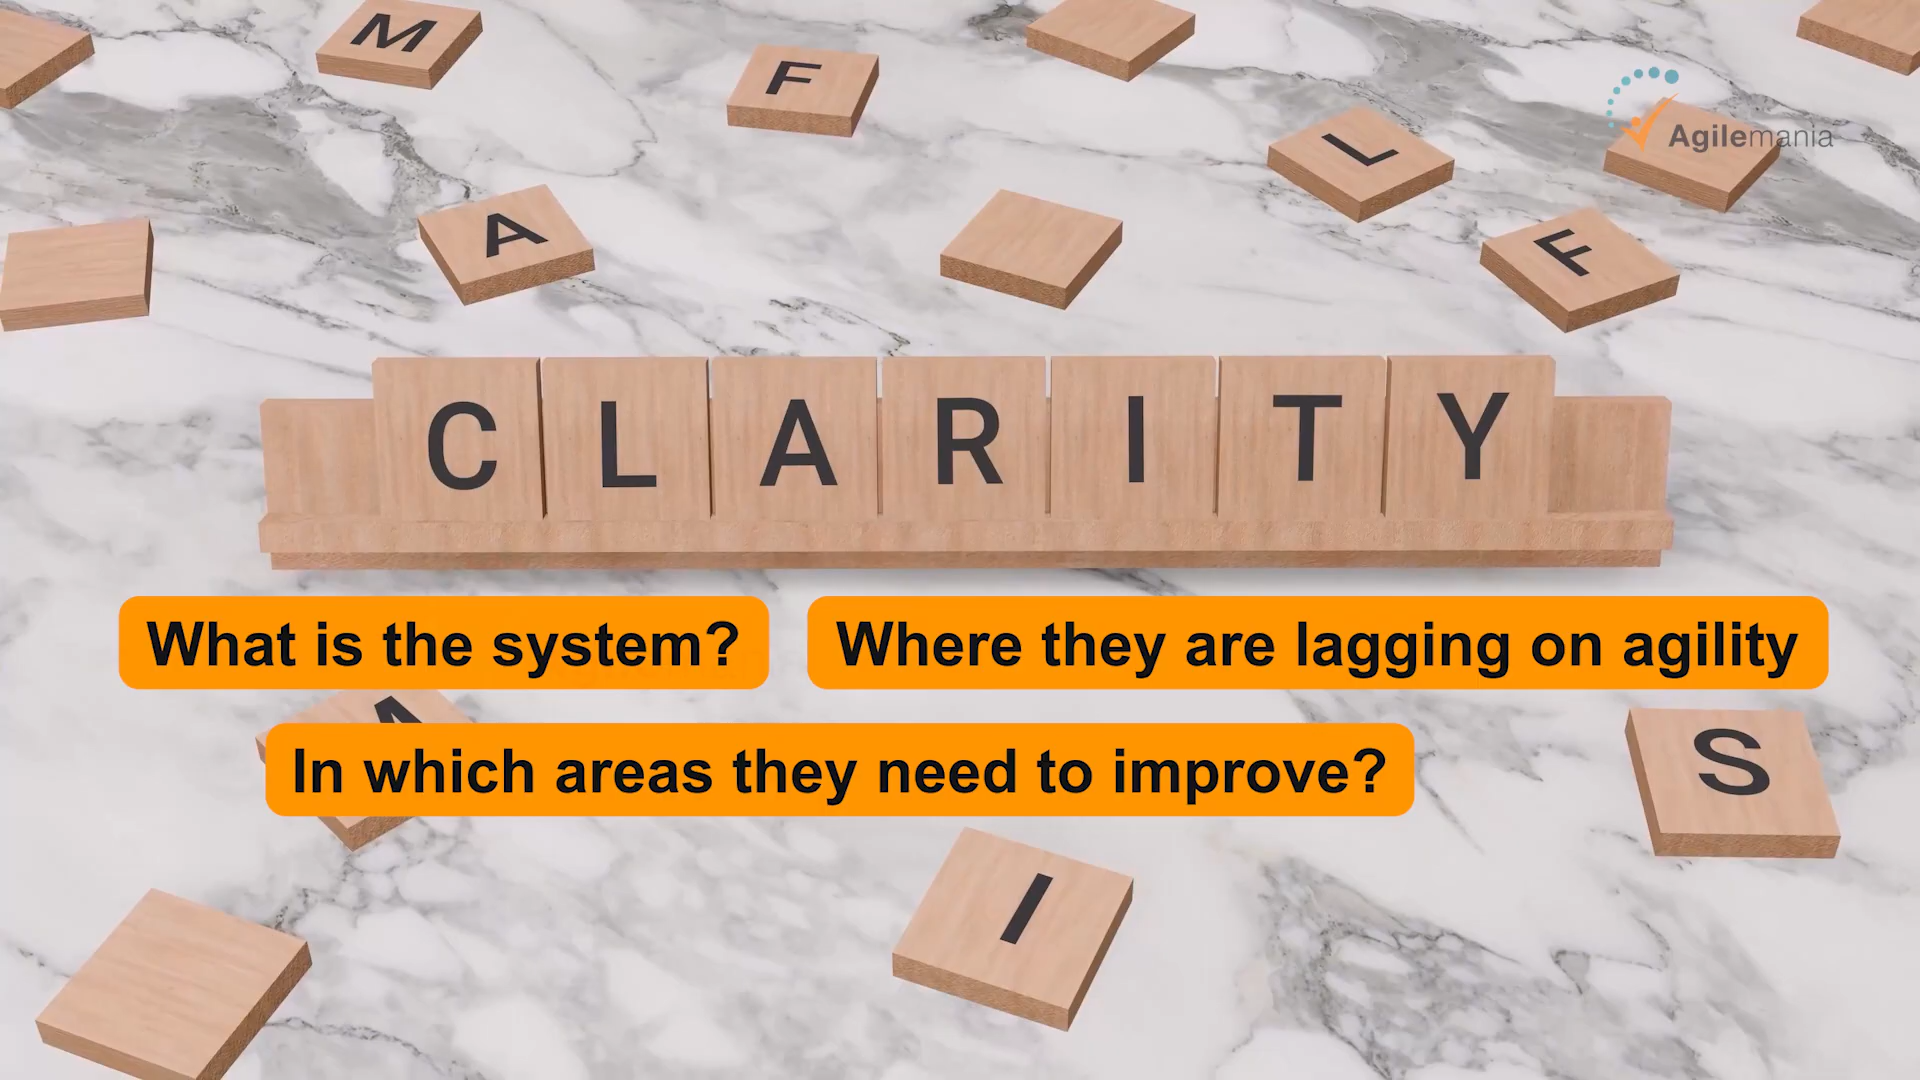 M
F
L
Agilemania
A
F
CLARITY
What is the system?
Where they are lagging on agility
A
In which areas they need to improve?
S
I